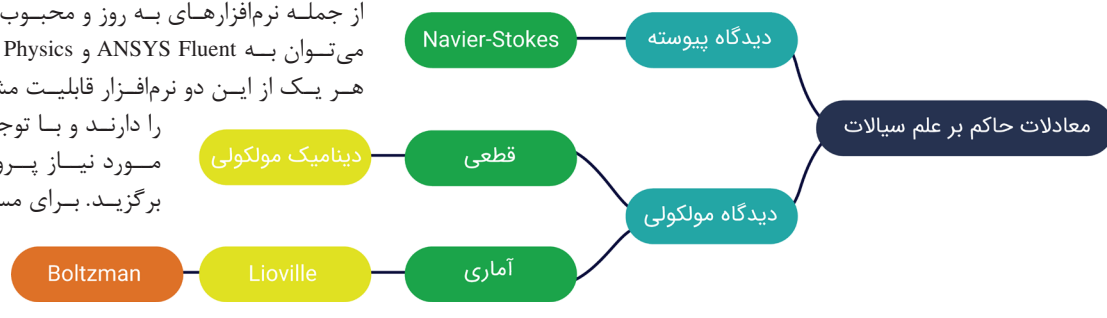 از جمله نرم‌افزارهای به روز و محبوب
می‌توان به ANSYS Fluent و Physics
هر یک از این دو نرم‌افزار قابلیت
را دارند و با
مورد نیاز
برگزید. برای
معادلات حاکم بر علم سیالات
دیدگاه پیوسته
Navier-Stokes
دیدگاه مولکولی
قطعی
دینامیک مولکولی
آماری
Lioville
Boltzman